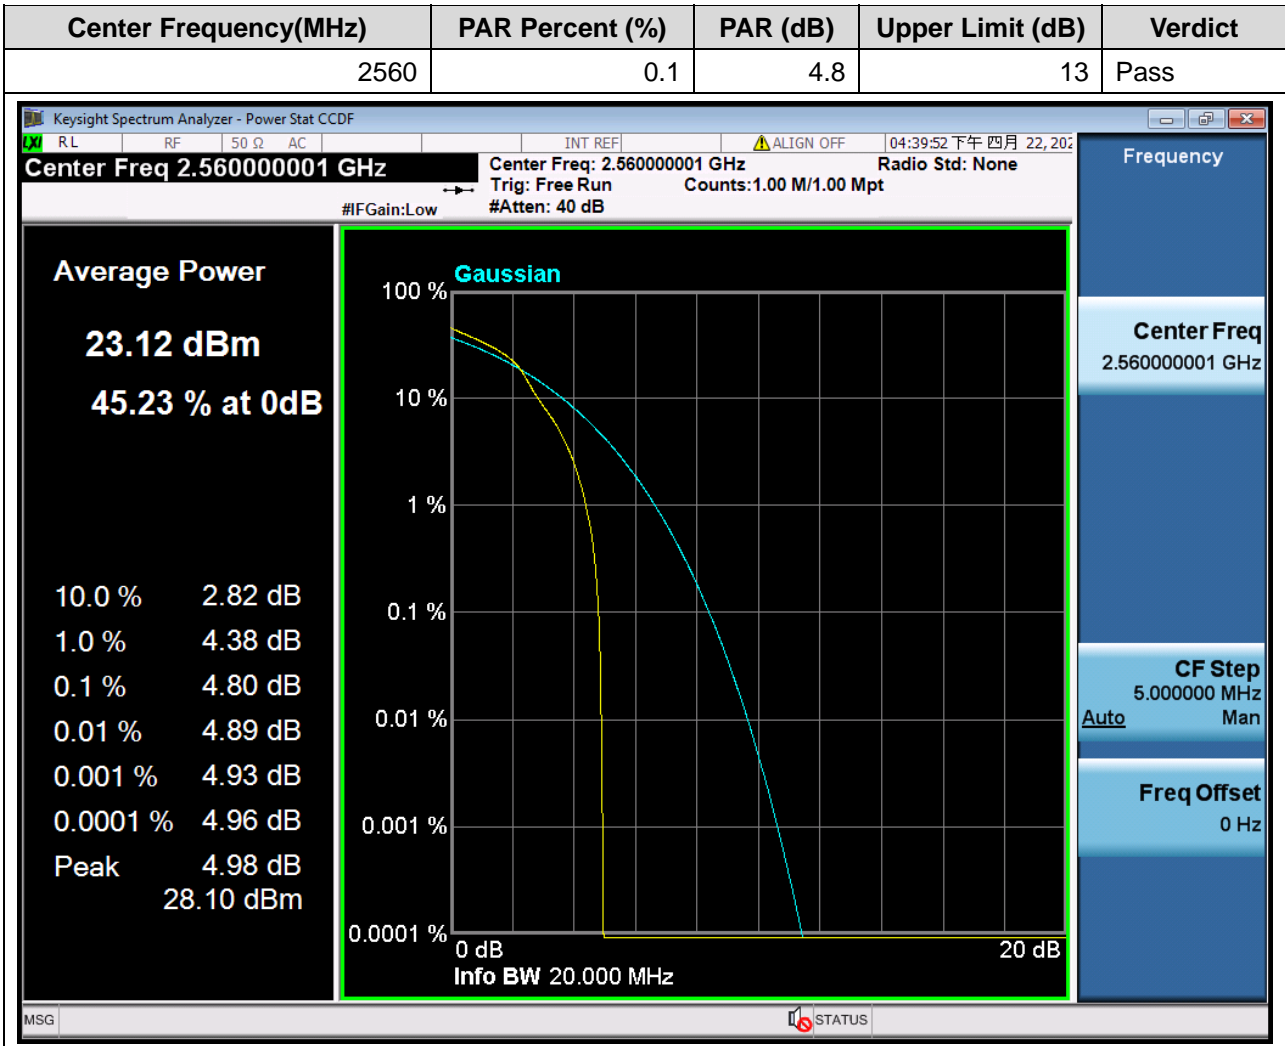 Center Frequency(MHz) PAR Percent (%) PAR (dB) Upper Limit (dB) Verdict
2560 0.1 4.8 13 Pass
Keysight Spectrum Analyzer - Power Stat CCDF
LXI RL RF 50 Ω AC INT REF ALIGN OFF 04:39:52 下午 四月 22, 202
Center Freq 2.560000001 GHz
Center Freq: 2.560000001 GHz Radio Std: None
Trig: Free Run Counts:1.00 M/1.00 Mpt
#IFGain:Low #Atten: 40 dB
Average Power
23.12 dBm
45.23 % at 0dB
10.0 % 2.82 dB
1.0 % 4.38 dB
0.1 % 4.80 dB
0.01 % 4.89 dB
0.001 % 4.93 dB
0.0001 % 4.96 dB
Peak 4.98 dB
28.10 dBm
Gaussian
100 %
10 %
1 %
0.1 %
0.01 %
0.001 %
0.0001 %
0 dB 20 dB
Info BW 20.000 MHz
Frequency
Center Freq
2.560000001 GHz
CF Step
5.000000 MHz
Auto Man
Freq Offset
0 Hz
MSG STATUS